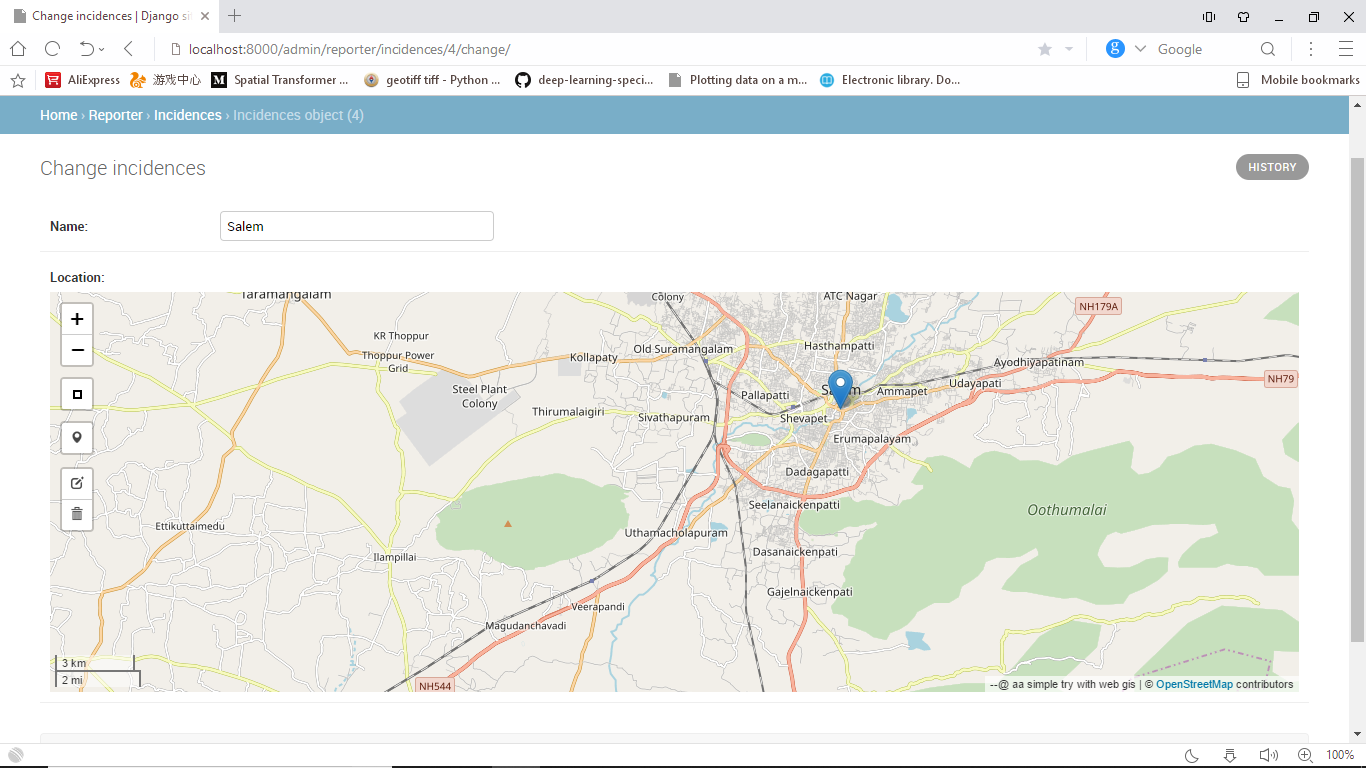 Change incidences | Django si
localhost:8000/admin/reporter/incidences/4/change/
g
Google
AliExpress
游戏中心
M
Spatial Transformer ...
geotiff tiff - Python ...
deep-learning-speci...
Plotting data on a m...
Electronic library. Do...
Mobile bookmarks
Home › Reporter › Incidences › Incidences object (4)
Change incidences
HISTORY
Name:
Salem
Location:
+
−
Taramangalam
Colony
ATC Nagar
NH179A
KR Thoppur
Thoppur Power
Grid
Kollapaty
Old Suramangalam
Hasthampatti
Ayodhiyapatinam
NH79
Steel Plant
Colony
Pallapatti
Salem
Ammapet
Udayapati
Thirumalaigiri
Sivathapuram
Shevapet
Erumapalayam
Dadagapatti
Seelanaickenpatti
Oothumalai
Ettikuttaimedu
Uthamacholapuram
Ilampillai
Dasanaickenpati
Gajelnaickenpati
Veerapandi
Magudanchavadi
3 km
2 mi
NH544
--@ aa simple try with web gis | © OpenStreetMap contributors
100%